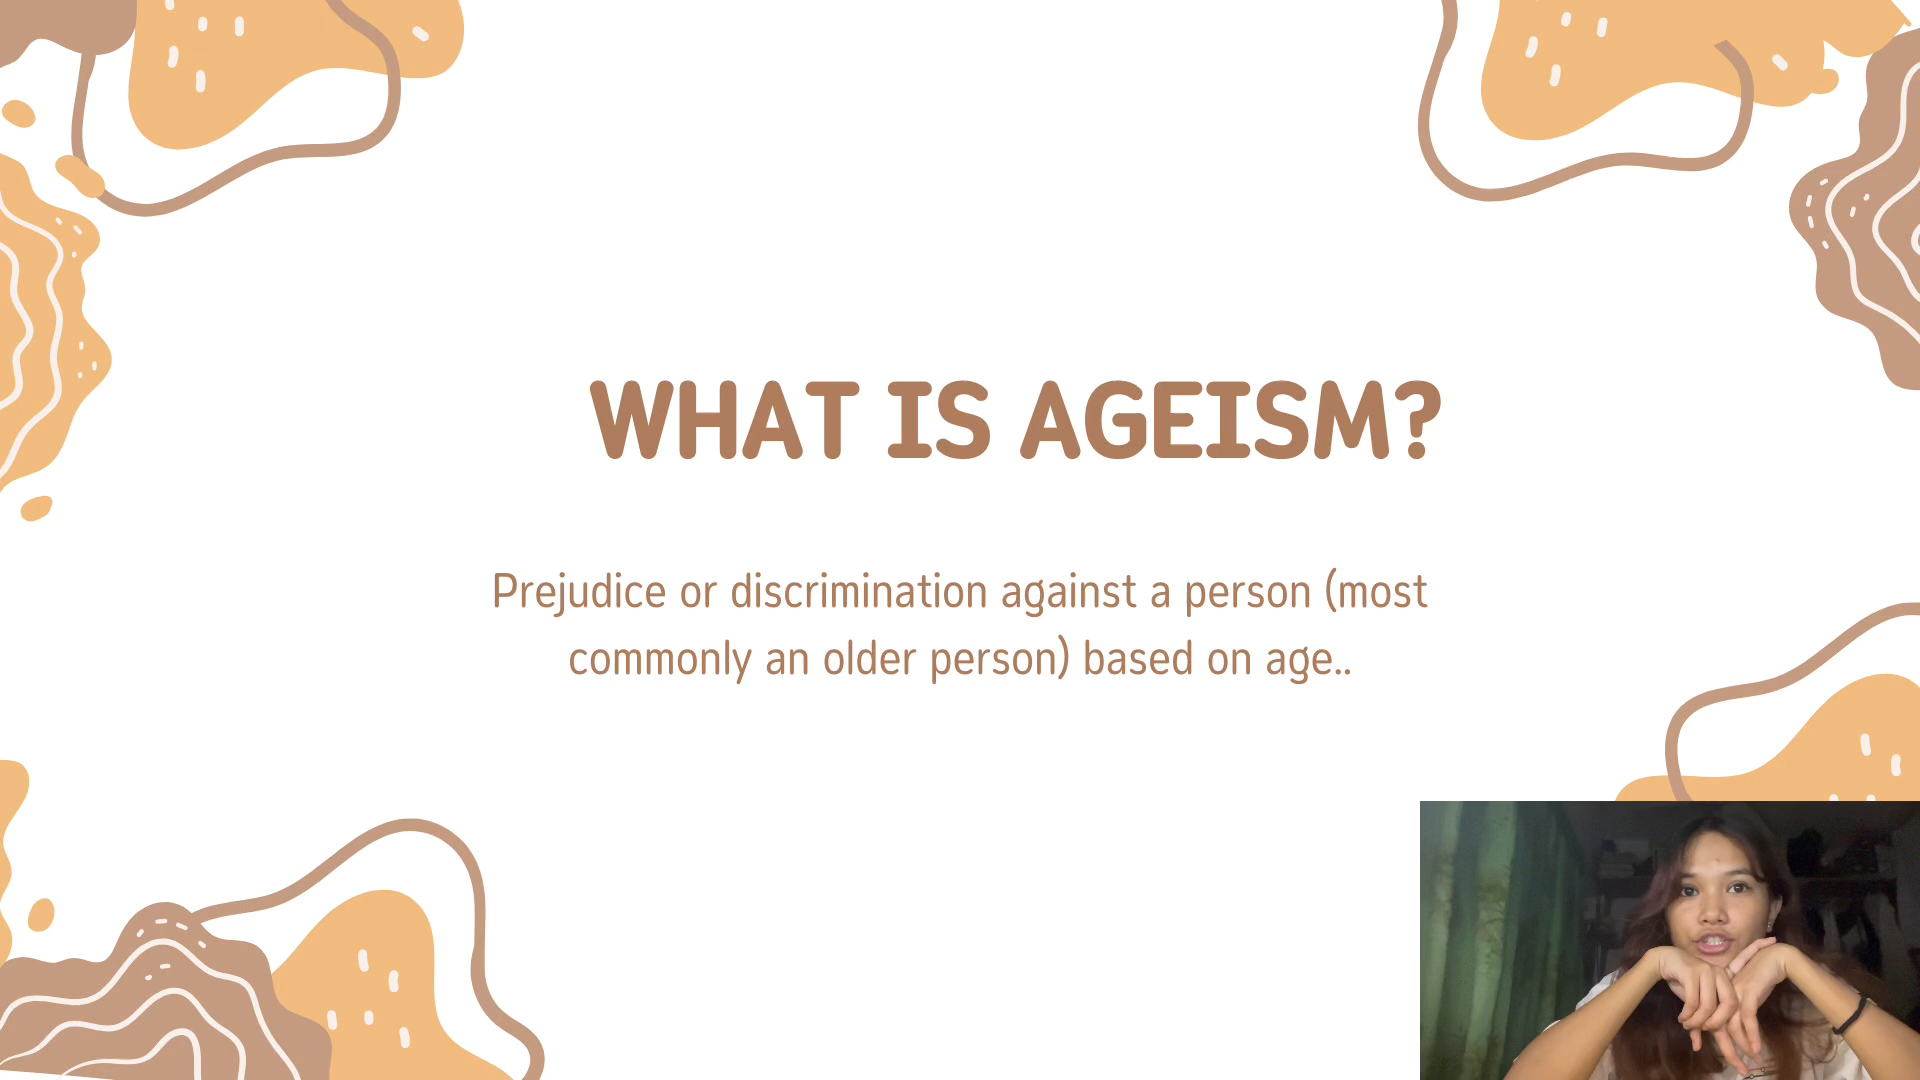 WHAT IS AGEISM?
Prejudice or discrimination against a person (most
commonly an older person) based on age..